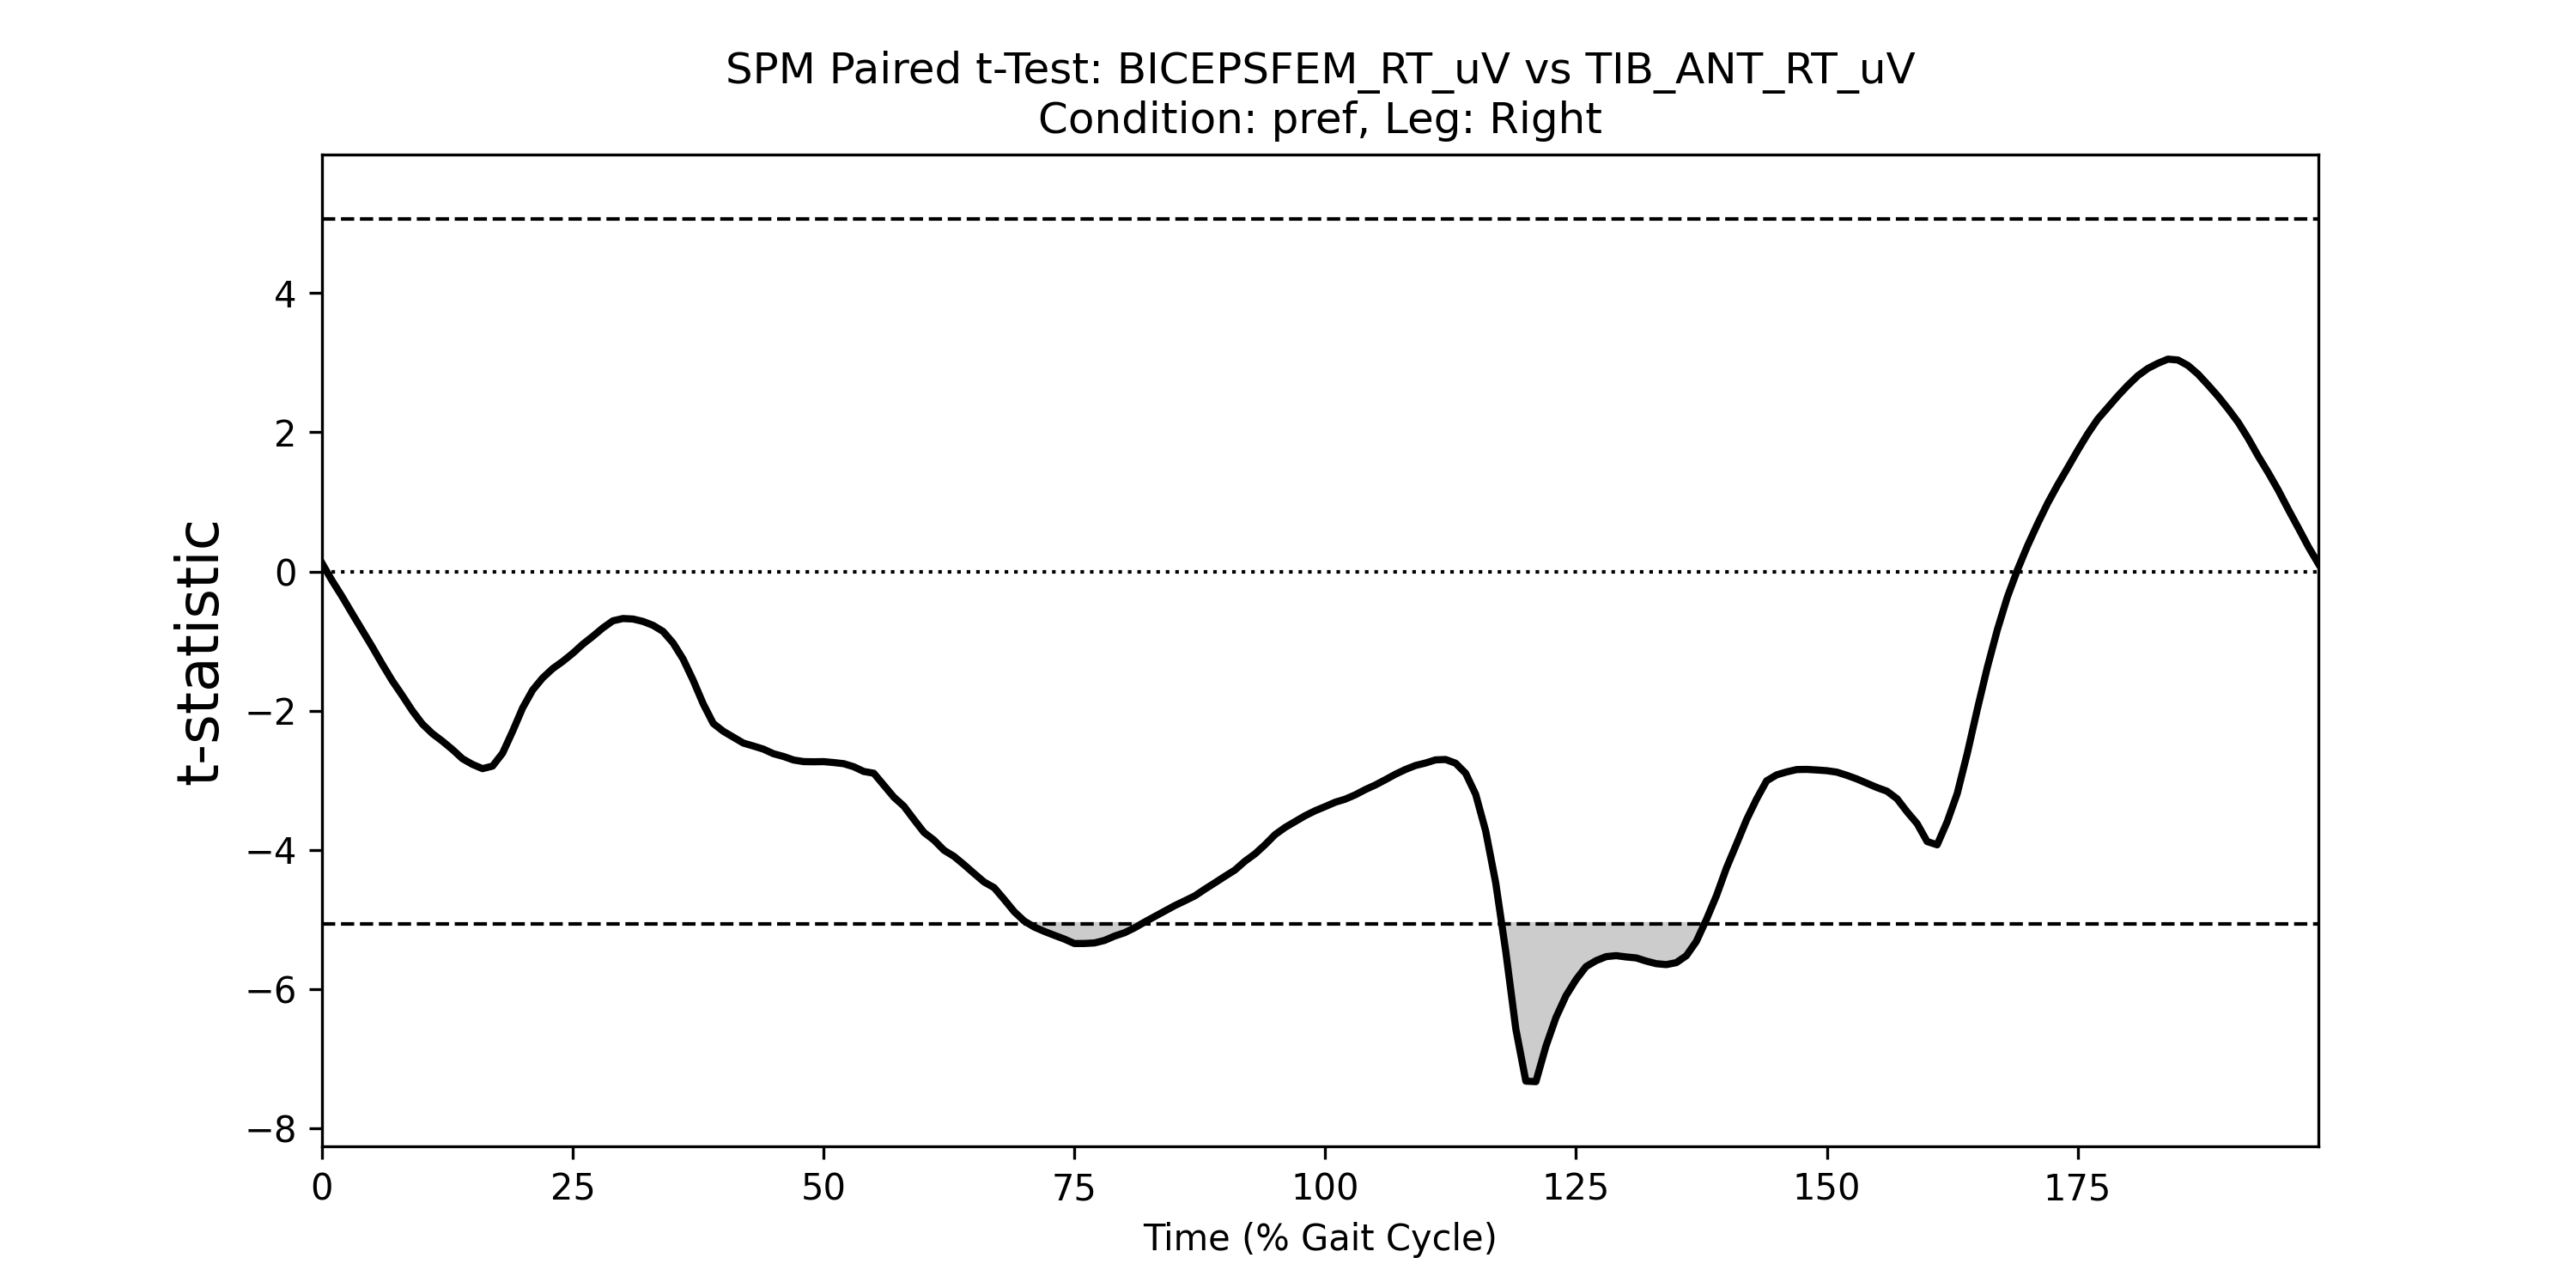 SPM Paired t-Test: BICEPSFEM_RT_uV vs TIB_ANT_RT_uV
Condition: pref, Leg: Right
t-statistic
4
2
0
−2
−4
−6
−8
0 25 50 75 100 125 150 175
Time (% Gait Cycle)